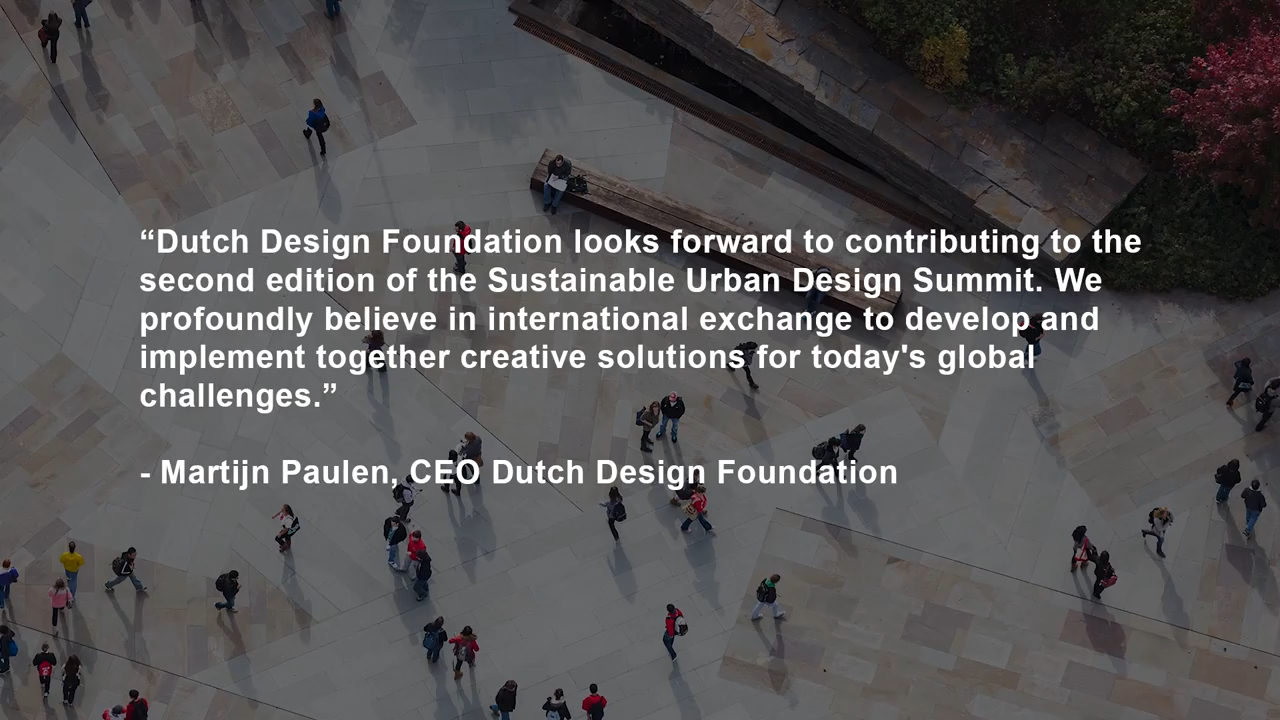 “Dutch Design Foundation looks forward to contributing to the
second edition of the Sustainable Urban Design Summit. We
profoundly believe in international exchange to develop and
implement together creative solutions for today's global
challenges.”
- Martijn Paulen, CEO Dutch Design Foundation